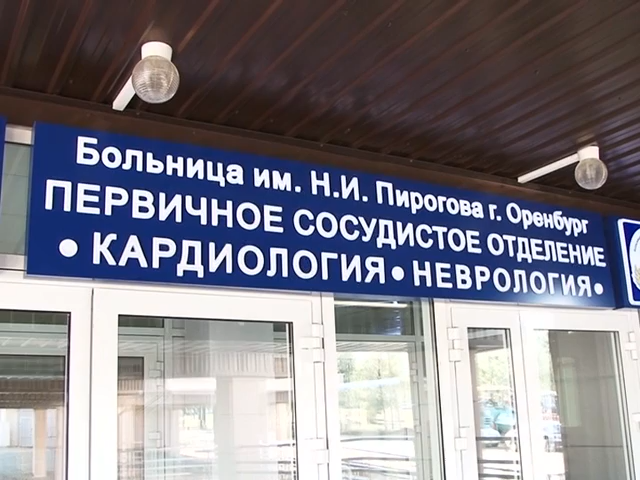 Больница им. Н.И. Пирогова г. Оренбург
ПЕРВИЧНОЕ СОСУДИСТОЕ ОТДЕЛЕНИЕ
• КАРДИОЛОГИЯ • НЕВРОЛОГИЯ •